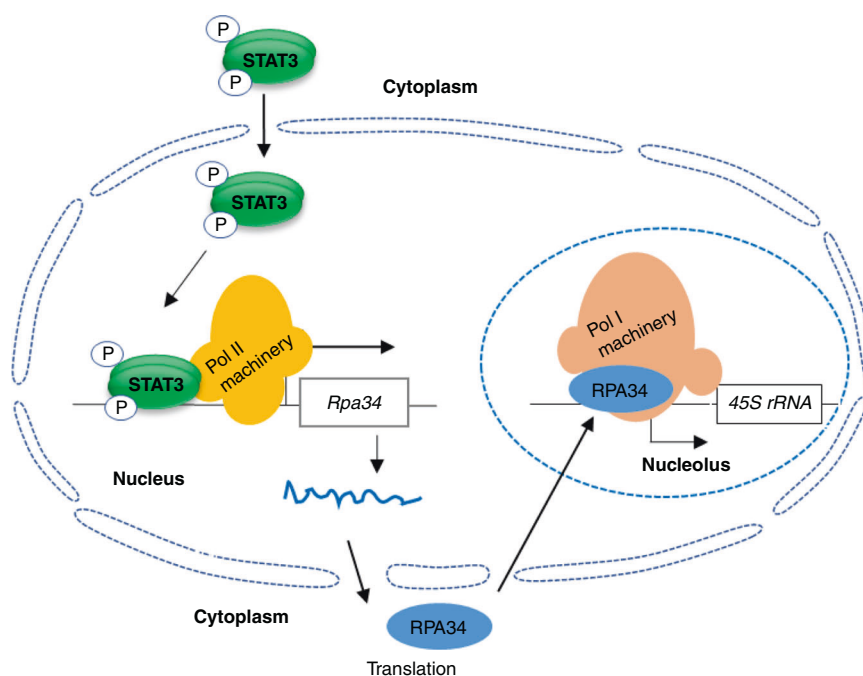 P
STAT3
P
Cytoplasm
P
STAT3
P
P
STAT3
P
Pol II
machinery
Rpa34
Nucleus
Pol I
machinery
RPA34
45S rRNA
Nucleolus
Cytoplasm
RPA34
Translation